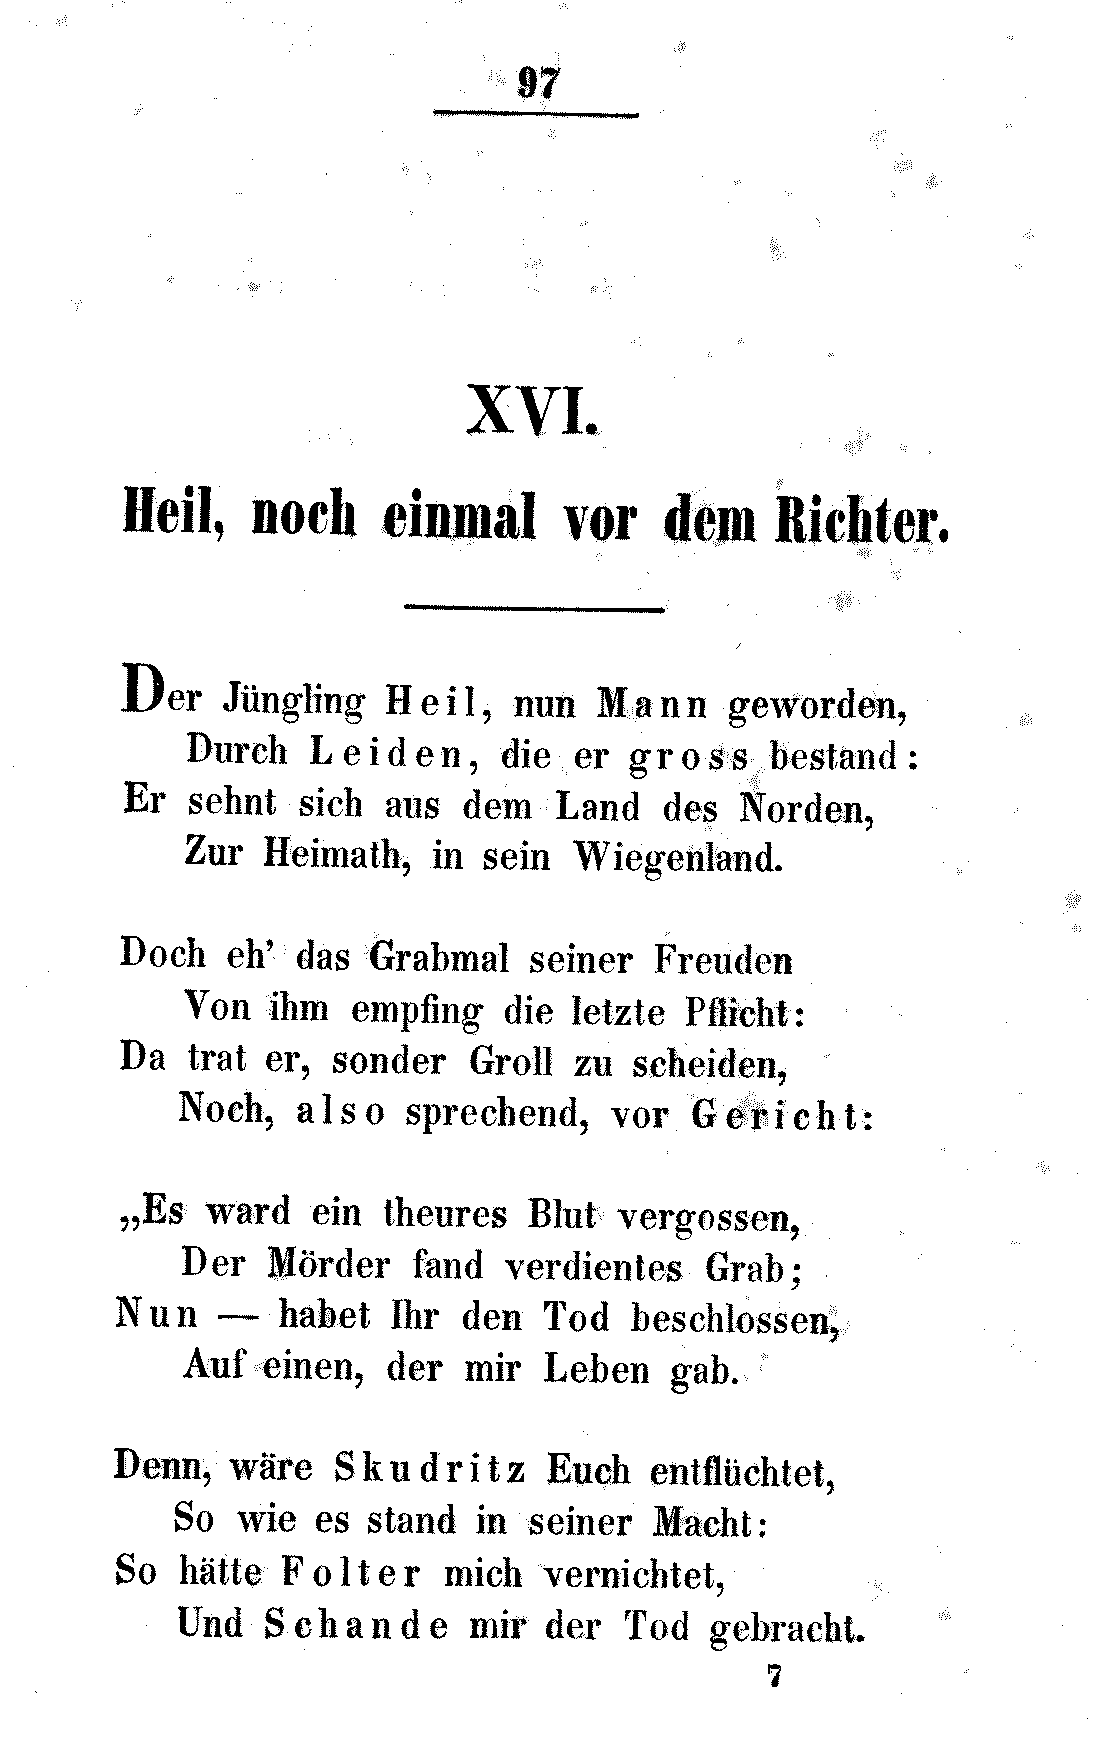 97
XVI.
Heil, noch einmal vor dem Richter.
Der Jüngling Heil, nun Mann geworden,
Durch Leiden, die er gross bestand:
Er sehnt sich aus dem Land des Norden,
Zur Heimath, in sein Wiegenland.
Doch eh' das Grabmal seiner Freuden
Von ihm empfing die letzte Pflicht:
Da trat er, sonder Groll zu scheiden,
Noch, also sprechend, vor Gericht:
„Es ward ein theures Blut vergossen,
Der Mörder fand verdientes Grab;
Nun — habet Ihr den Tod beschlossen,
Auf einen, der mir Leben gab.
Denn, wäre Skudritz Euch entflüchtet,
So wie es stand in seiner Macht:
So hätte Folter mich vernichtet,
Und Schande mir der Tod gebracht.
7